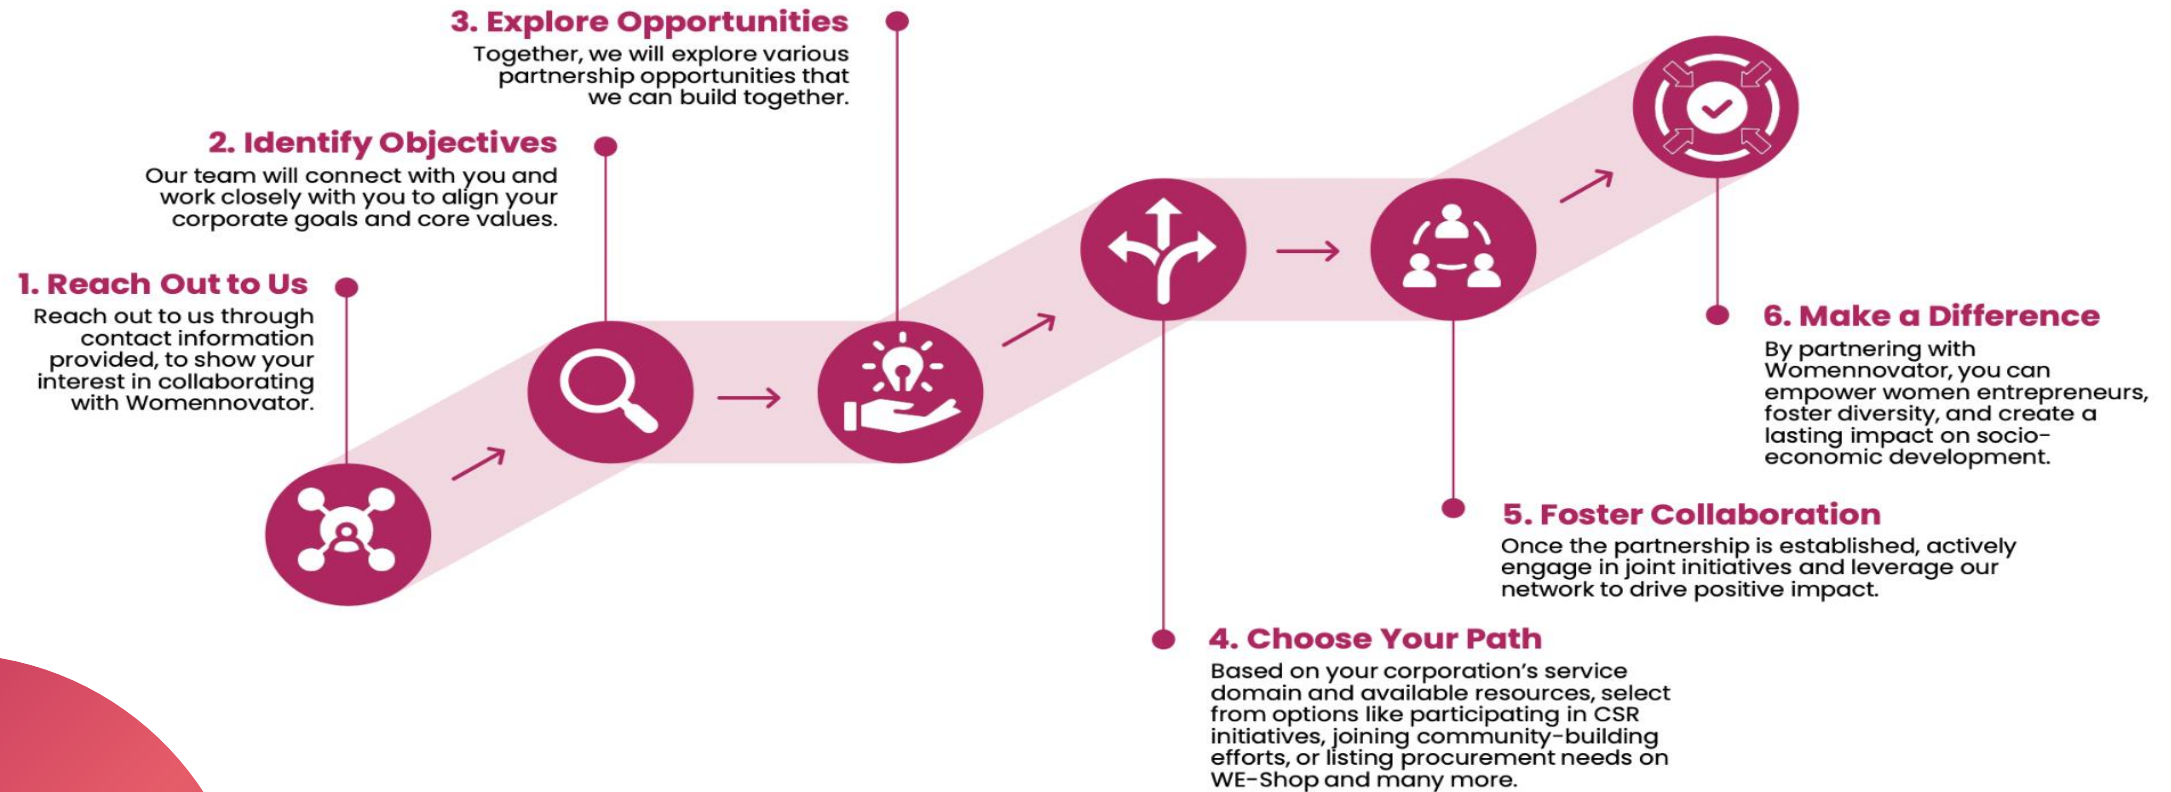 1. Reach Out to Us
Reach out to us through
contact information
provided, to show your
interest in collaborating
with Womennovator.
2. Identify Objectives
Our team will connect with you and
work closely with you to align your
corporate goals and core values.
3. Explore Opportunities
Together, we will explore various
partnership opportunities that
we can build together.
4. Choose Your Path
Based on your corporation’s service
domain and available resources, select
from options like participating in CSR
initiatives, joining community-building
efforts, or listing procurement needs on
WE-Shop and many more.
5. Foster Collaboration
Once the partnership is established, actively
engage in joint initiatives and leverage our
network to drive positive impact.
6. Make a Difference
By partnering with
Womennovator, you can
empower women entrepreneurs,
foster diversity, and create a
lasting impact on socio-
economic development.